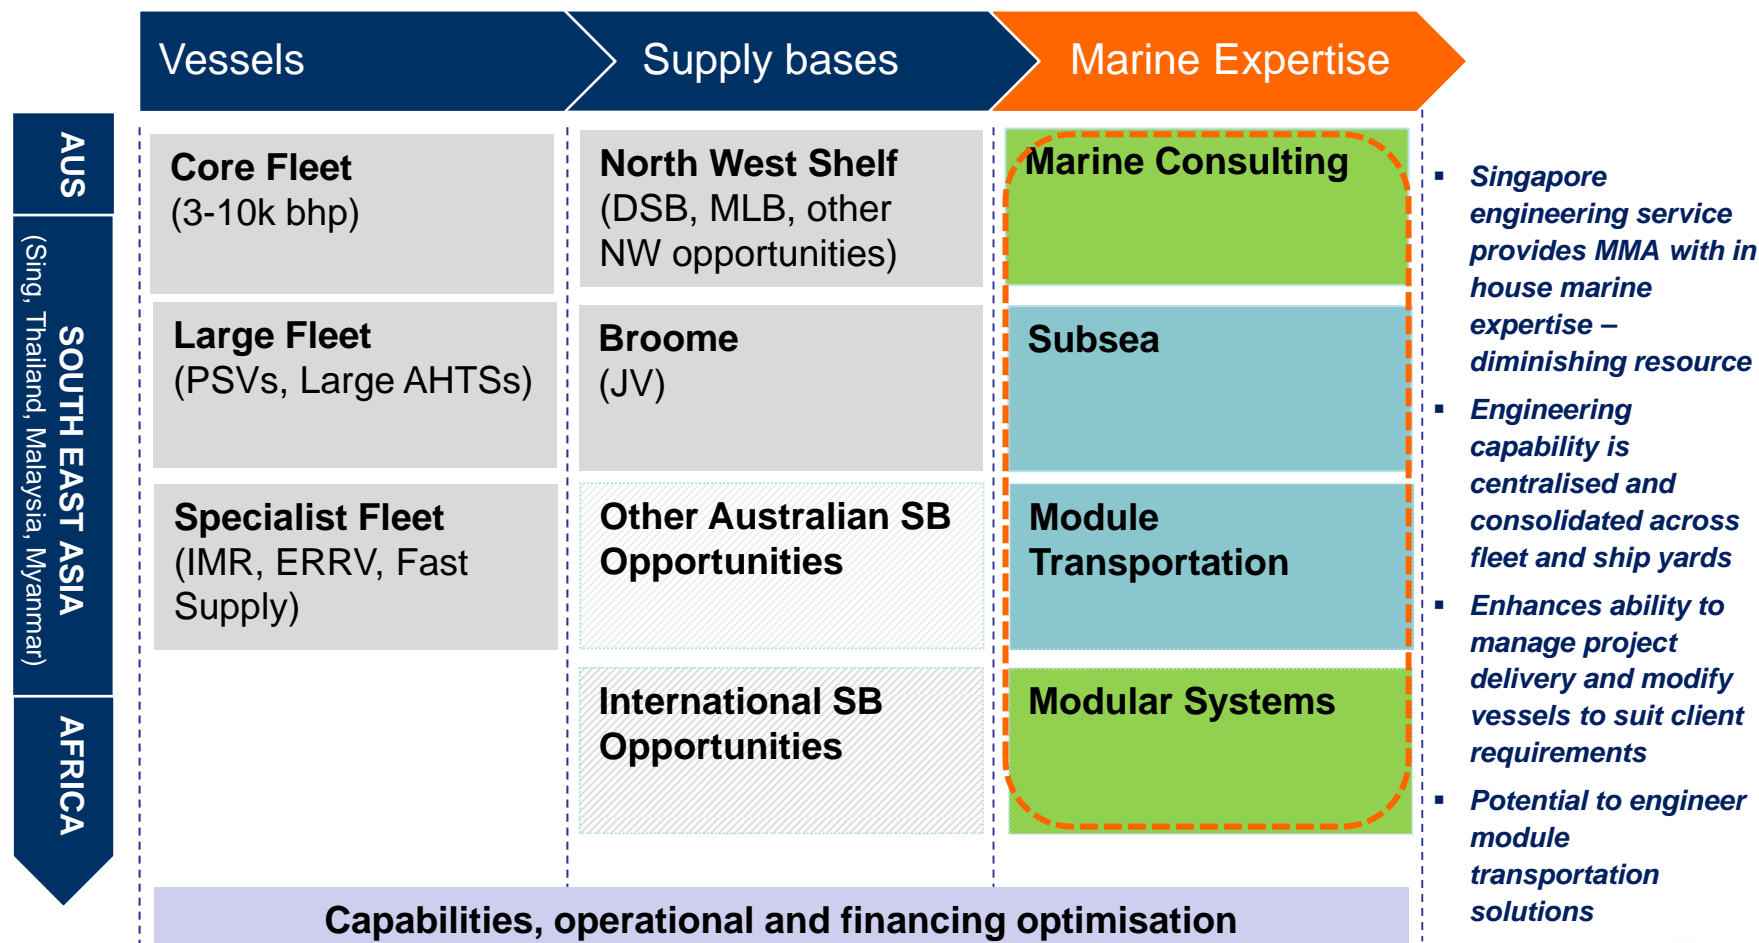 Vessels
Supply bases
Marine Expertise
AUS
SOUTH EAST ASIA
(Sing, Thailand, Malaysia, Myanmar)
AFRICA
Core Fleet
(3-10k bhp)
Large Fleet
(PSVs, Large AHTSs)
Specialist Fleet
(IMR, ERRV, Fast
Supply)
North West Shelf
(DSB, MLB, other
NW opportunities)
Broome
(JV)
Other Australian SB
Opportunities
International SB
Opportunities
Marine Consulting
Subsea
Module
Transportation
Modular Systems
▪ Singapore
engineering service
provides MMA with in
house marine
expertise –
diminishing resource
▪ Engineering
capability is
centralised and
consolidated across
fleet and ship yards
▪ Enhances ability to
manage project
delivery and modify
vessels to suit client
requirements
▪ Potential to engineer
module
transportation
solutions
Capabilities, operational and financing optimisation